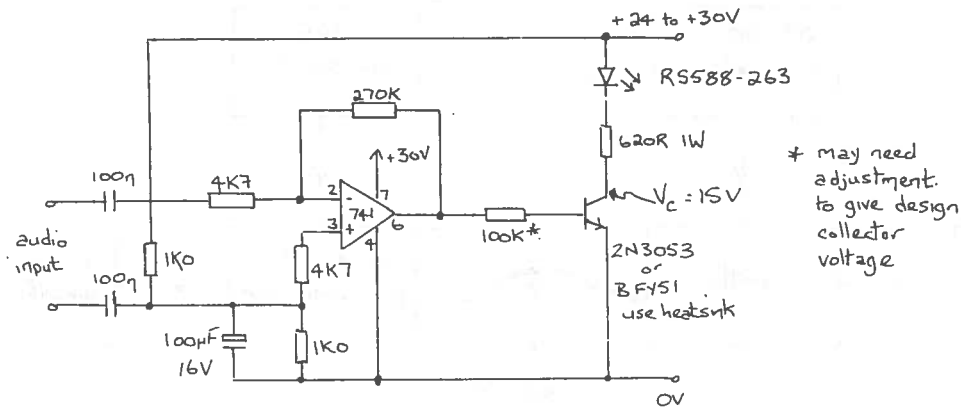 +24 to +30V
RS588-263
270K
620R 1W
+30V
* may need
adjustment.
to give design
collector
voltage
100n
4K7
2
-
7
741
6
3
+
4
Vc = 15V
100K*
audio
input
1K0
4K7
2N3053
or
BFY51
use heatsink
100n
100µF
16V
1K0
0V